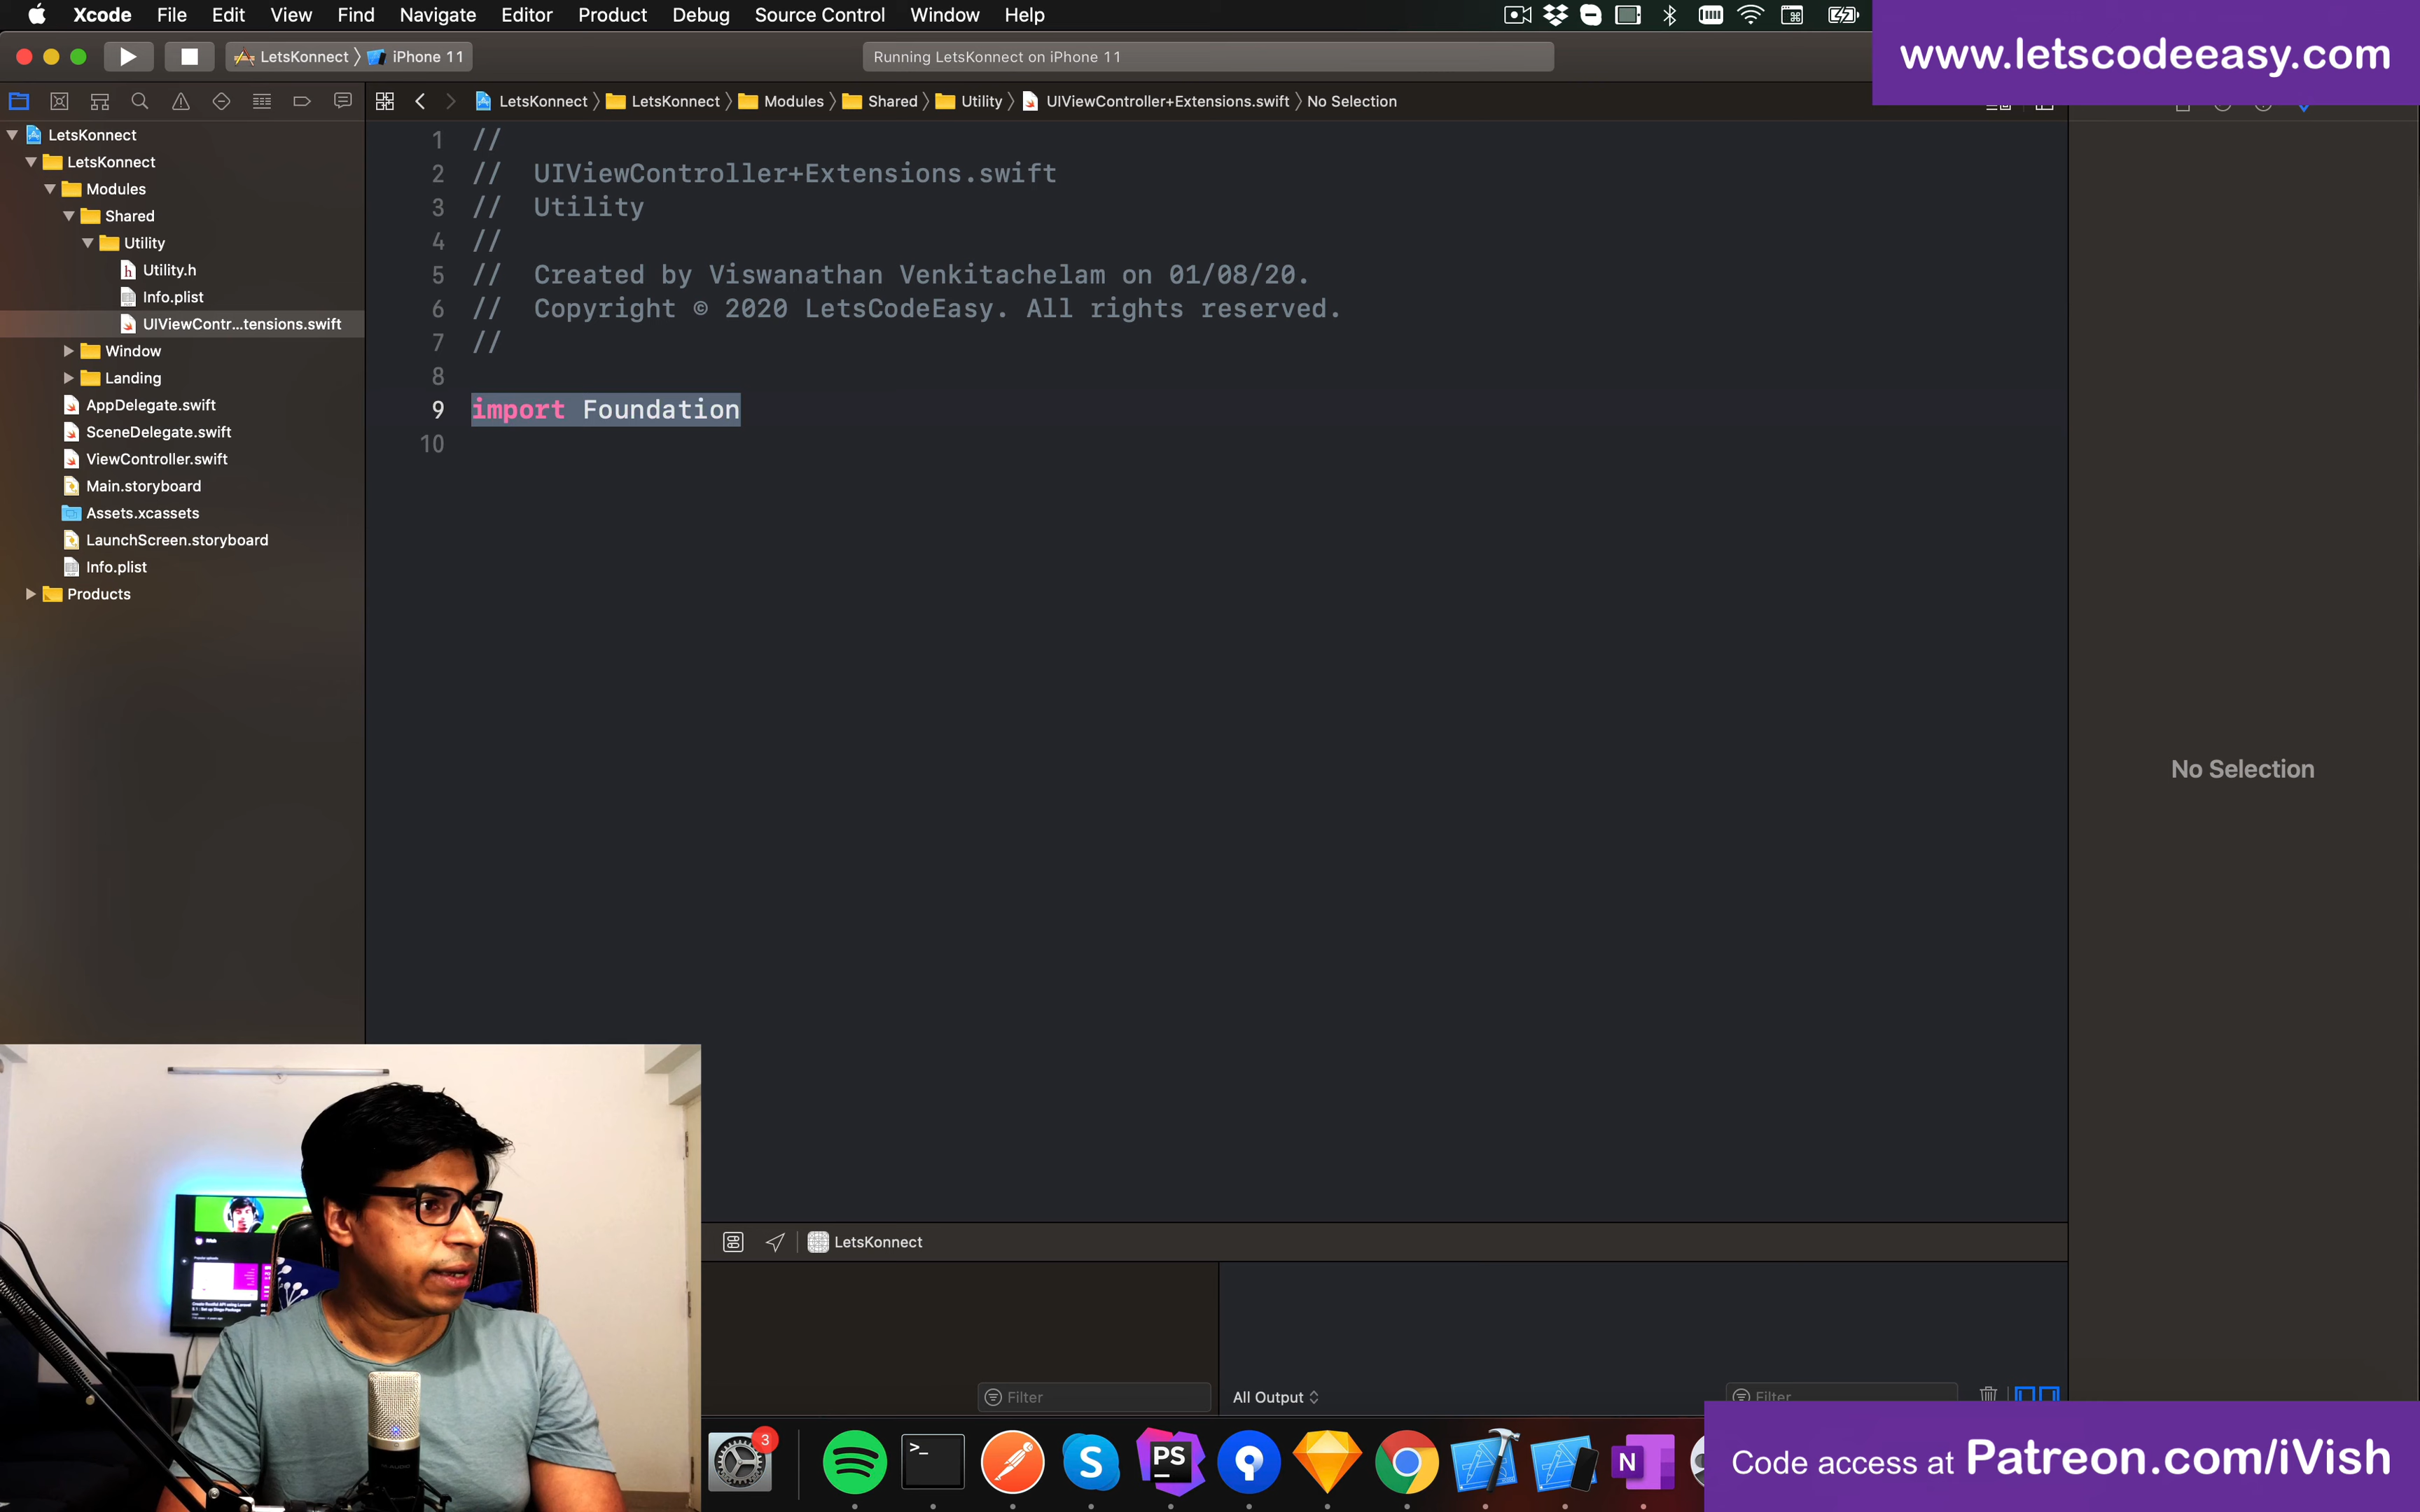 Xcode File Edit View Find Navigate Editor Product Debug Source Control Window Help
www.letscodeeasy.com
LetsKonnect iPhone 11
Running LetsKonnect on iPhone 11
LetsKonnect LetsKonnect Modules Shared Utility UIViewController+Extensions.swift No Selection
LetsKonnect
LetsKonnect
Modules
Shared
Utility
Utility.h
Info.plist
UIViewContr...tensions.swift
Window
Landing
AppDelegate.swift
SceneDelegate.swift
ViewController.swift
Main.storyboard
Assets.xcassets
LaunchScreen.storyboard
Info.plist
Products
1 //
2 // UIViewController+Extensions.swift
3 // Utility
4 //
5 // Created by Viswanathan Venkitachelam on 01/08/20.
6 // Copyright © 2020 LetsCodeEasy. All rights reserved.
7 //
8
9 import Foundation
10
No Selection
LetsKonnect
Filter
All Output
Filter
3
>_
S
PS
N
Code access at Patreon.com/iVish